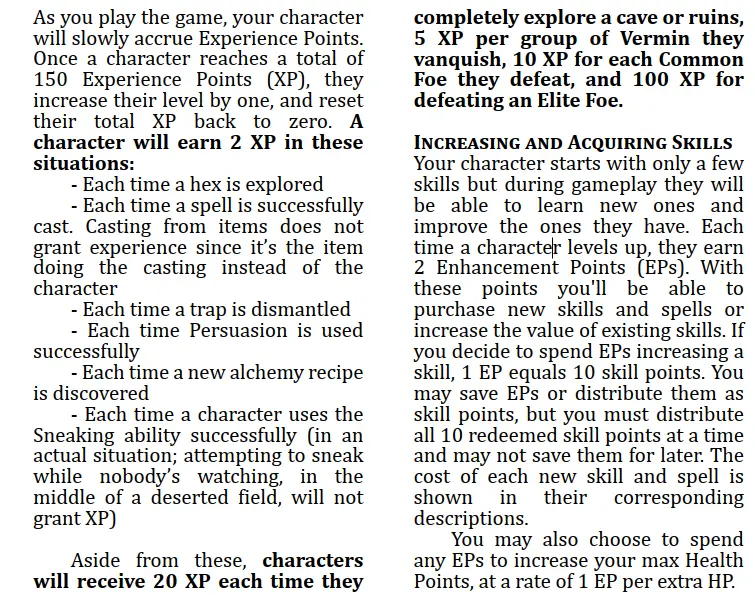 As you play the game, your character
will slowly accrue Experience Points.
Once a character reaches a total of
150 Experience Points (XP), they
increase their level by one, and reset
their total XP back to zero. A
character will earn 2 XP in these
situations:
- Each time a hex is explored
- Each time a spell is successfully
cast. Casting from items does not
grant experience since it’s the item
doing the casting instead of the
character
- Each time a trap is dismantled
- Each time Persuasion is used
successfully
- Each time a new alchemy recipe
is discovered
- Each time a character uses the
Sneaking ability successfully (in an
actual situation; attempting to sneak
while nobody’s watching, in the
middle of a deserted field, will not
grant XP)
Aside from these, characters
will receive 20 XP each time they
completely explore a cave or ruins,
5 XP per group of Vermin they
vanquish, 10 XP for each Common
Foe they defeat, and 100 XP for
defeating an Elite Foe.
INCREASING AND ACQUIRING SKILLS
Your character starts with only a few
skills but during gameplay they will
be able to learn new ones and
improve the ones they have. Each
time a character levels up, they earn
2 Enhancement Points (EPs). With
these points you'll be able to
purchase new skills and spells or
increase the value of existing skills. If
you decide to spend EPs increasing a
skill, 1 EP equals 10 skill points. You
may save EPs or distribute them as
skill points, but you must distribute
all 10 redeemed skill points at a time
and may not save them for later. The
cost of each new skill and spell is
shown in their corresponding
descriptions.
You may also choose to spend
any EPs to increase your max Health
Points, at a rate of 1 EP per extra HP.